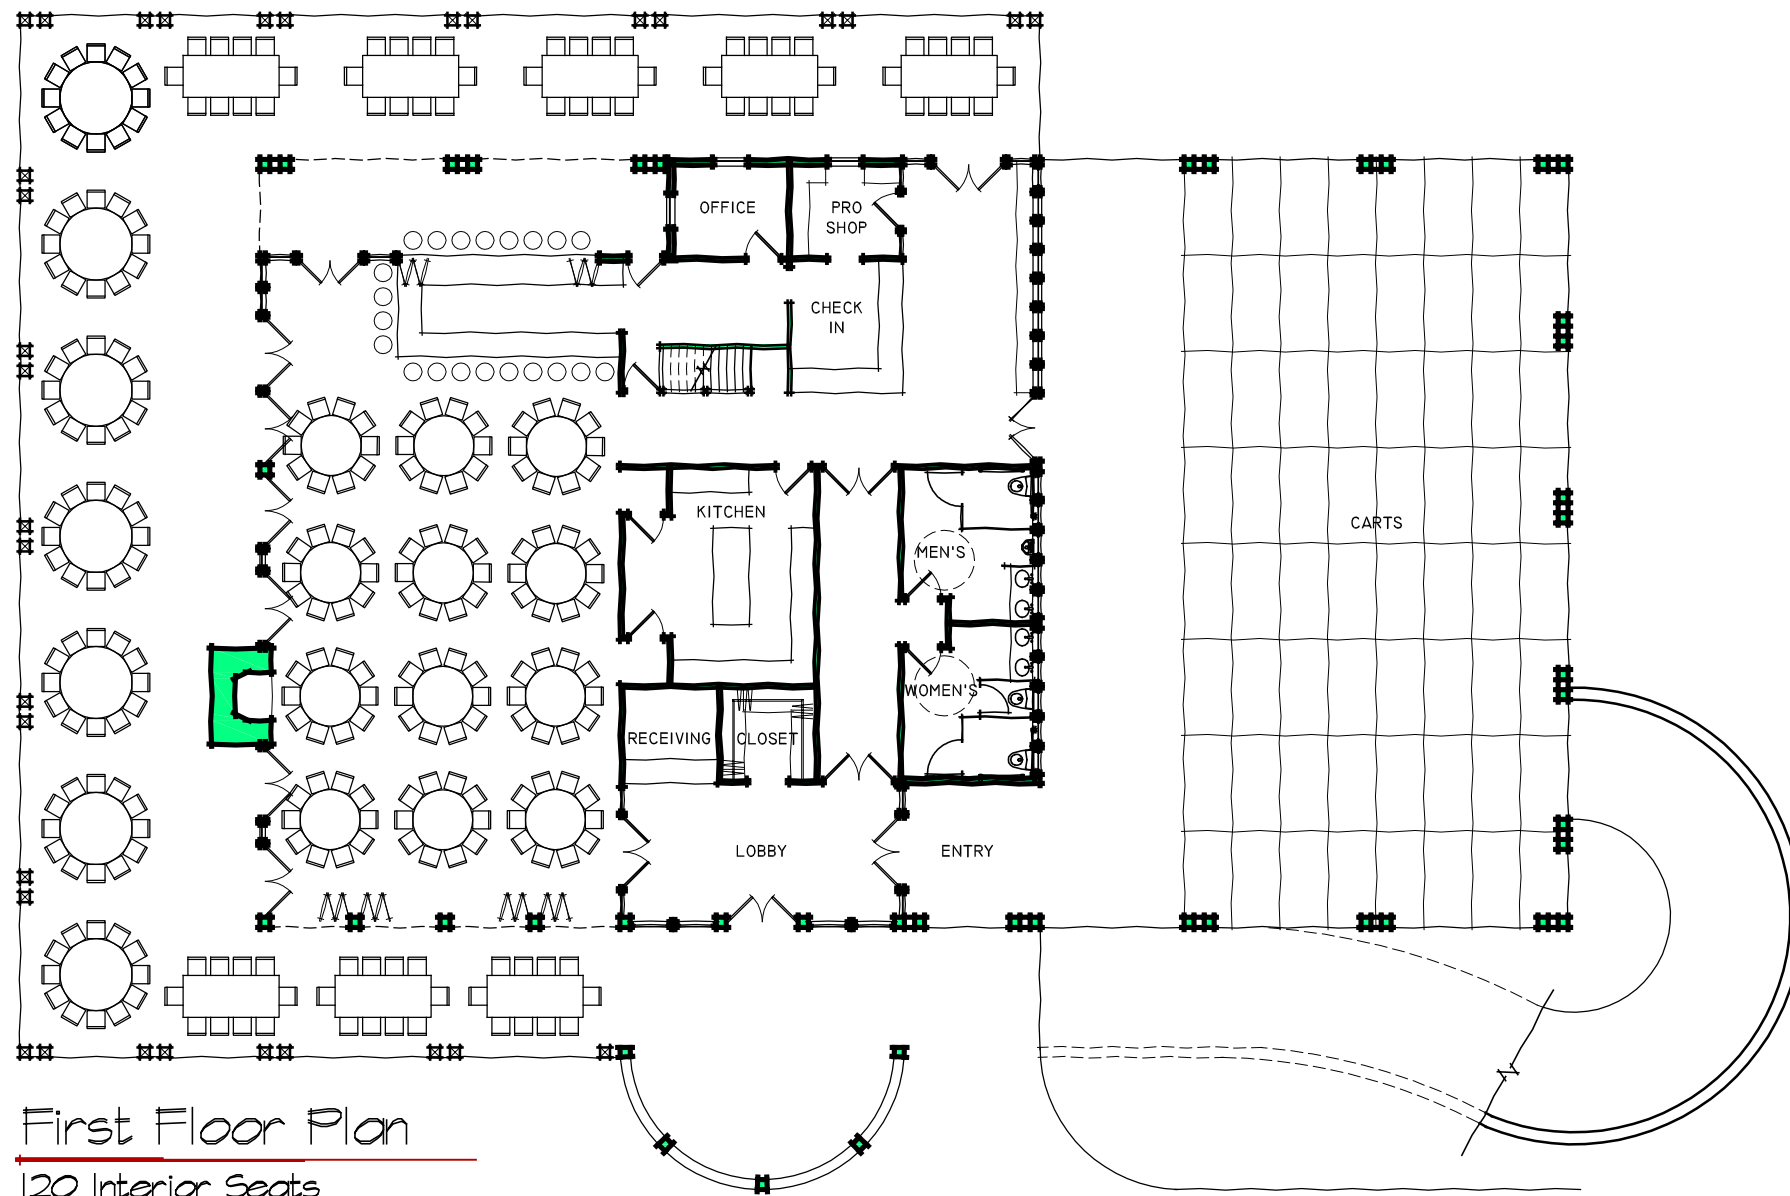 OFFICE
PRO
SHOP
CHECK
IN
KITCHEN
CARTS
MEN'S
WOMEN'S
RECEIVING
CLOSET
LOBBY
ENTRY
First Floor Plan
120 Interior Seats